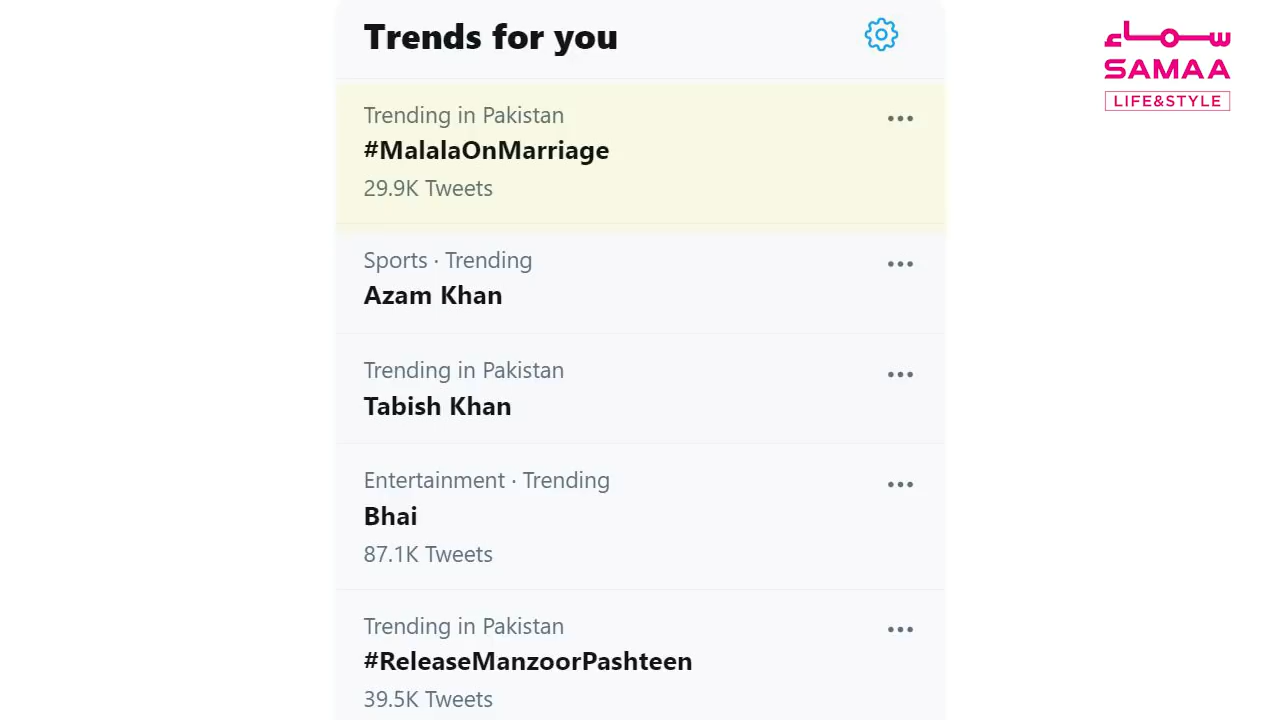 Trends for you
Trending in Pakistan
#MalalaOnMarriage
29.9K Tweets
Sports · Trending
Azam Khan
Trending in Pakistan
Tabish Khan
Entertainment · Trending
Bhai
87.1K Tweets
Trending in Pakistan
#ReleaseManzoorPashteen
39.5K Tweets
سماء
SAMAA
LIFE&STYLE